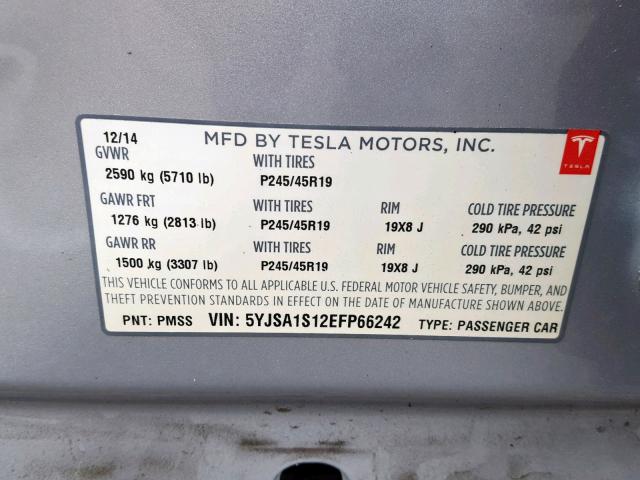 12/14 MFD BY TESLA MOTORS, INC.
TESLA
GVWR WITH TIRES
2590 kg (5710 lb) P245/45R19
GAWR FRT WITH TIRES RIM COLD TIRE PRESSURE
1276 kg (2813 lb) P245/45R19 19X8 J 290 kPa, 42 psi
GAWR RR WITH TIRES RIM COLD TIRE PRESSURE
1500 kg (3307 lb) P245/45R19 19X8 J 290 kPa, 42 psi
THIS VEHICLE CONFORMS TO ALL APPLICABLE U.S. FEDERAL MOTOR VEHICLE SAFETY, BUMPER, AND
THEFT PREVENTION STANDARDS IN EFFECT ON THE DATE OF MANUFACTURE SHOWN ABOVE.
PNT: PMSS VIN: 5YJSA1S12EFP66242 TYPE: PASSENGER CAR